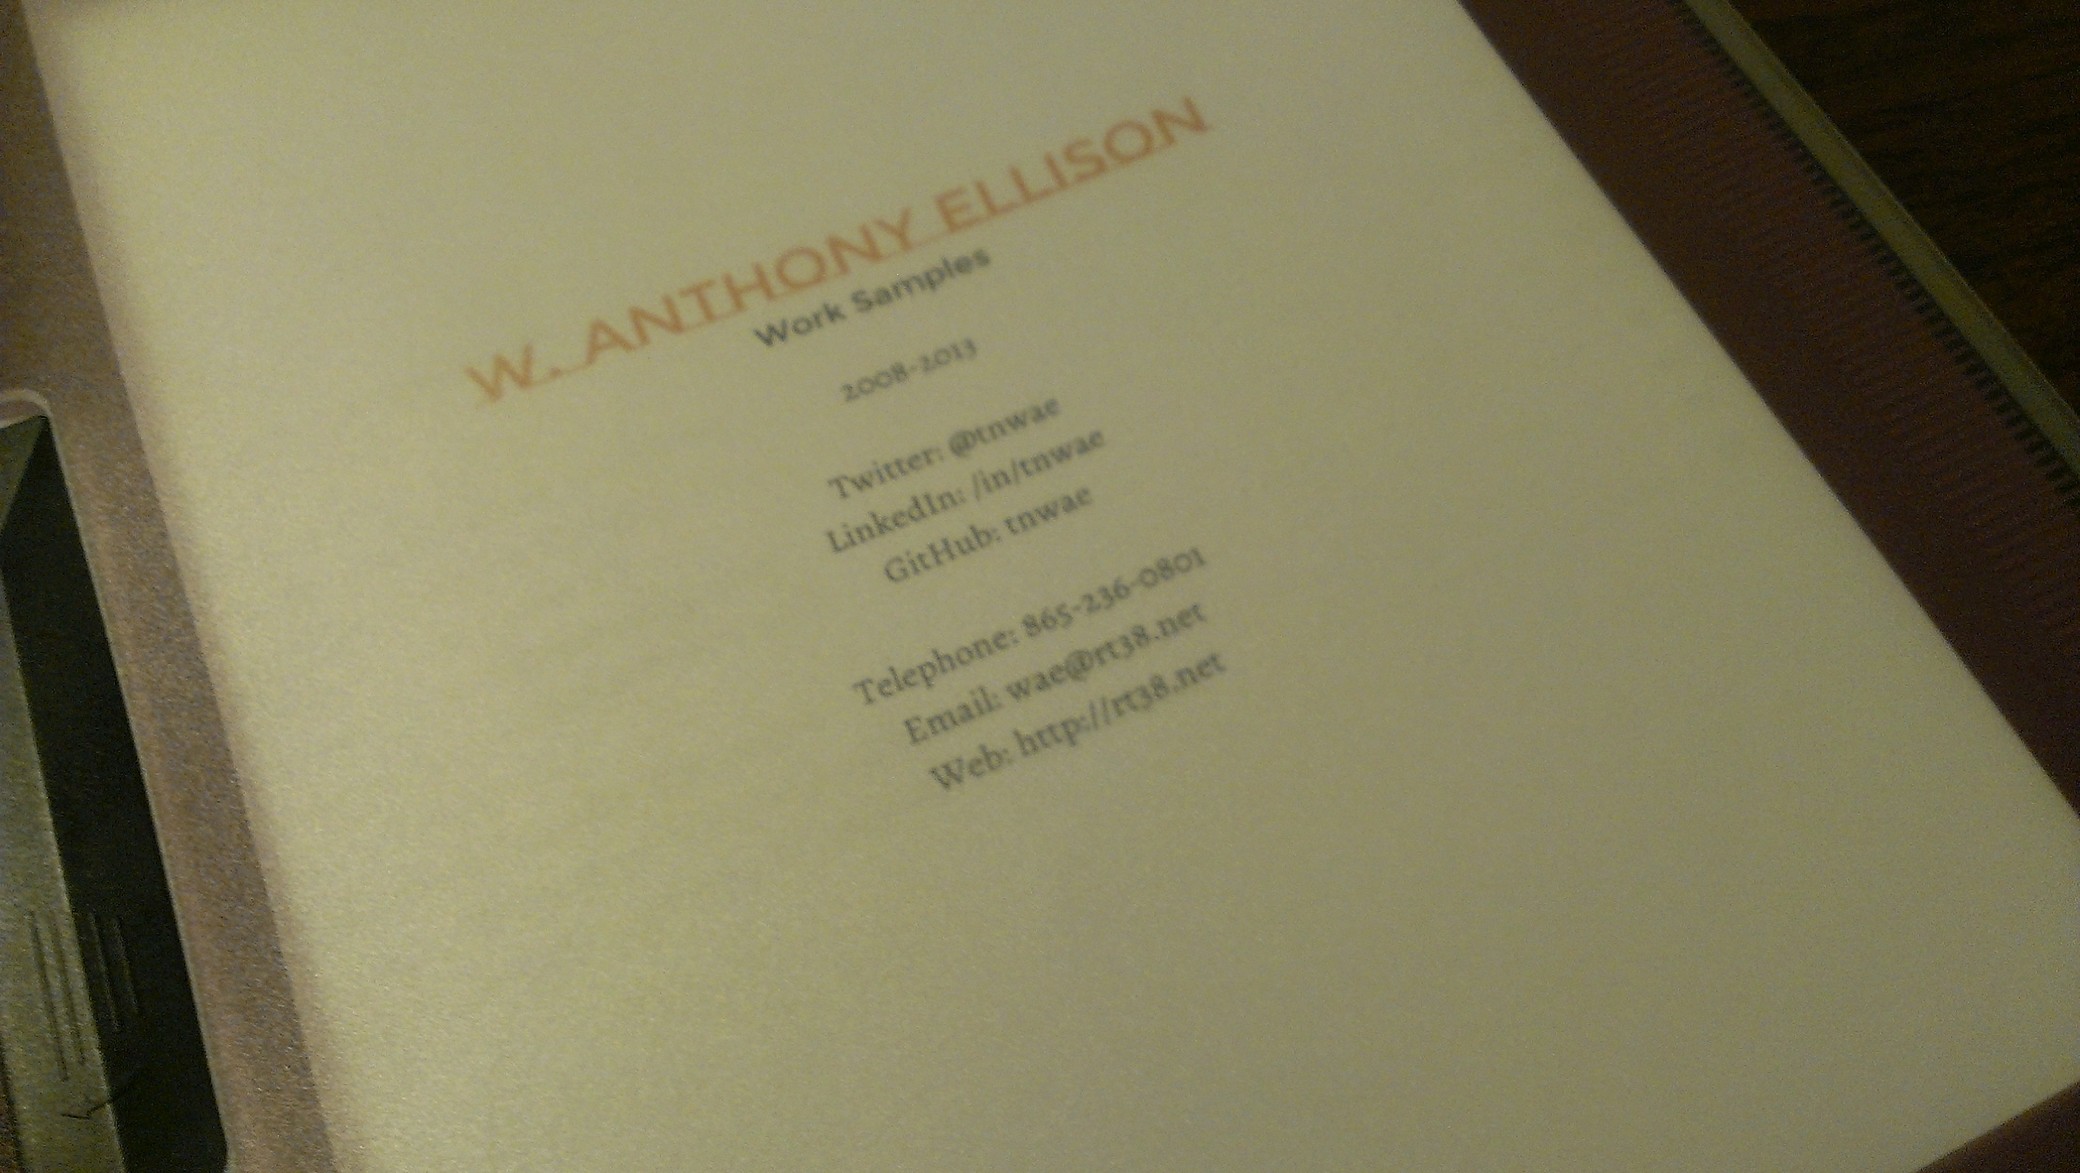 W. ANTHONY ELLISON
Work Samples
2008-2013
Twitter: @tnwae
LinkedIn: /in/tnwae
GitHub: tnwae
Telephone: 865-236-0801
Email: wae@rt38.net
Web: http://rt38.net